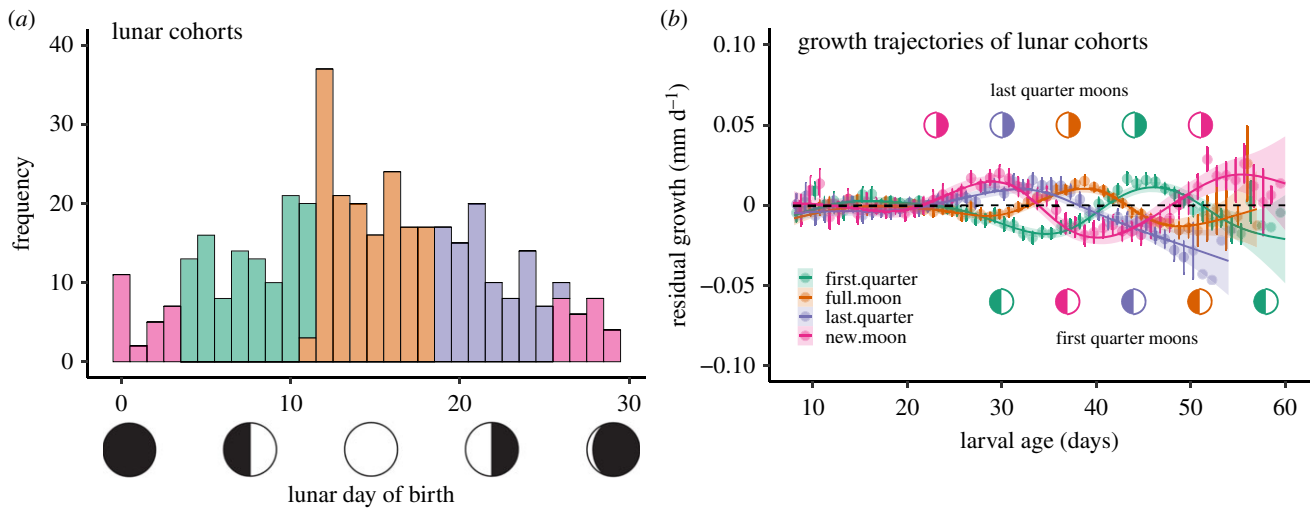 (a)
lunar cohorts
frequency
40
30
20
10
0
0 10 20 30
lunar day of birth
(b)
growth trajectories of lunar cohorts
residual growth (mm d⁻¹)
0.10
0.05
0
−0.05
−0.10
last quarter moons
first.quarter
full.moon
last.quarter
new.moon
first quarter moons
10 20 30 40 50 60
larval age (days)